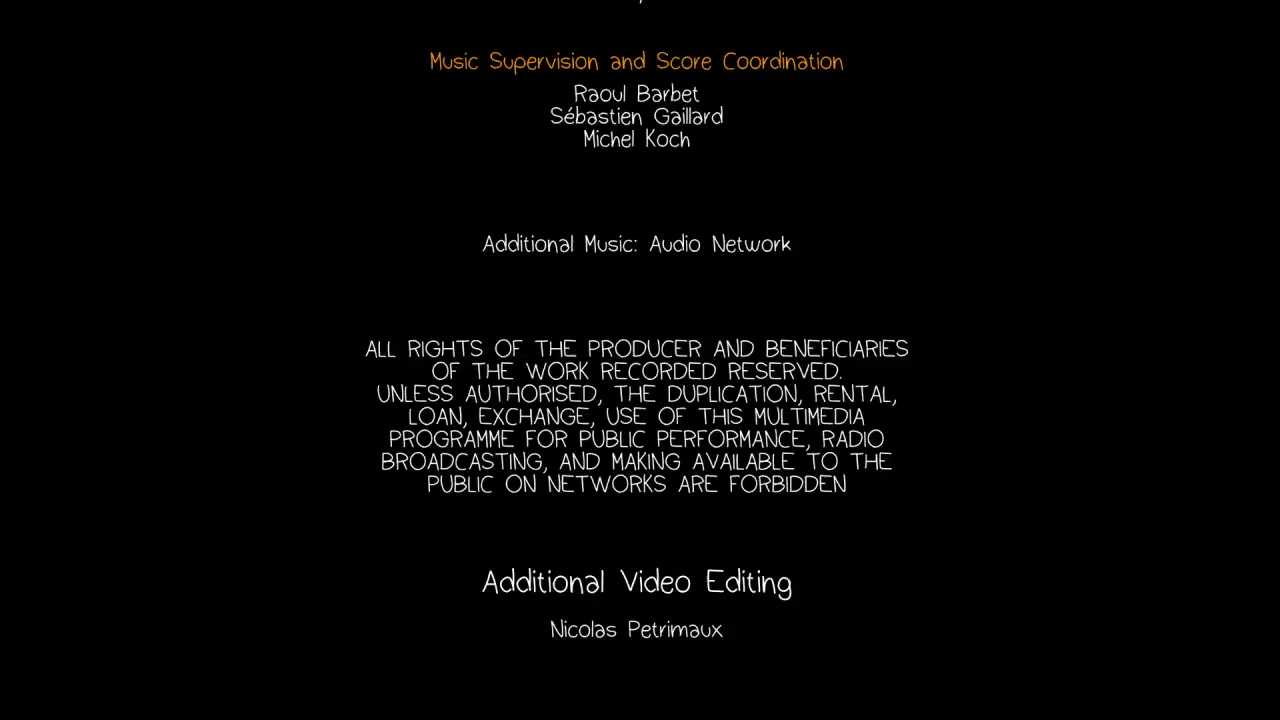 Music Supervision and Score Coordination
Raoul Barbet
Sébastien Gaillard
Michel Koch
Additional Music: Audio Network
ALL RIGHTS OF THE PRODUCER AND BENEFICIARIES
OF THE WORK RECORDED RESERVED.
UNLESS AUTHORISED, THE DUPLICATION, RENTAL,
LOAN, EXCHANGE, USE OF THIS MULTIMEDIA
PROGRAMME FOR PUBLIC PERFORMANCE, RADIO
BROADCASTING, AND MAKING AVAILABLE TO THE
PUBLIC ON NETWORKS ARE FORBIDDEN
Additional Video Editing
Nicolas Petrimaux